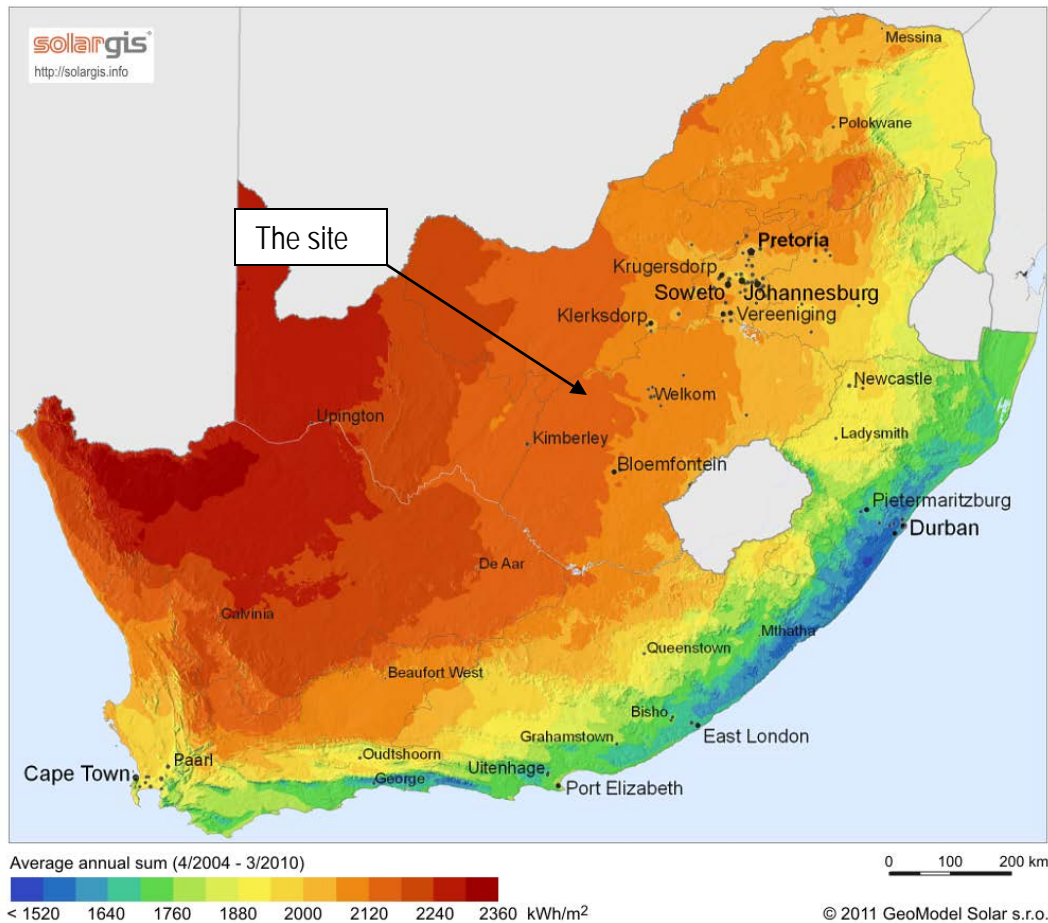 solargis
http://solargis.info
Messina
Polokwane
The site
Pretoria
Krugersdorp
Soweto
Johannesburg
Klerksdorp
Vereeniging
Newcastle
Welkom
Upington
Kimberley
Ladysmith
Bloemfontein
Pietermaritzburg
Durban
De Aar
Calvinia
Mthatha
Queenstown
Beaufort West
Bisho
Grahamstown
East London
Oudtshoorn
Paarl
Uitenhage
Cape Town
George
Port Elizabeth
Average annual sum (4/2004 - 3/2010)
0 100 200 km
< 1520 1640 1760 1880 2000 2120 2240 2360 kWh/m²
© 2011 GeoModel Solar s.r.o.